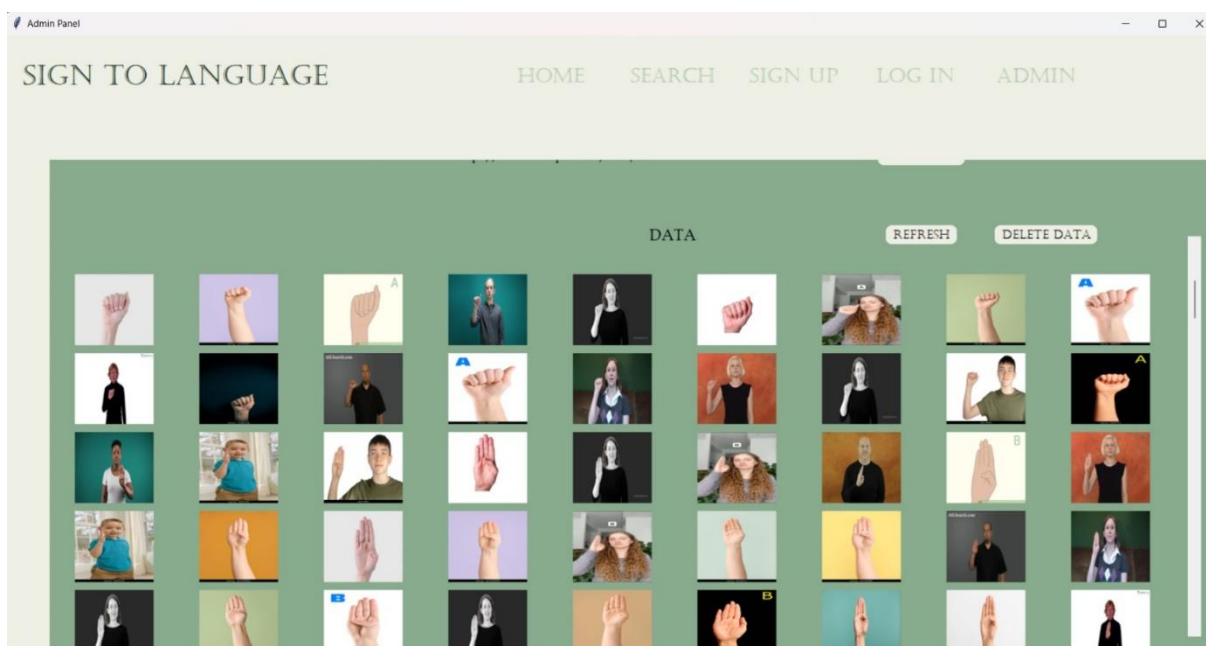 Admin Panel
SIGN TO LANGUAGE
HOME SEARCH SIGN UP LOG IN ADMIN
DATA REFRESH DELETE DATA
A
A
A
A
B
B
B